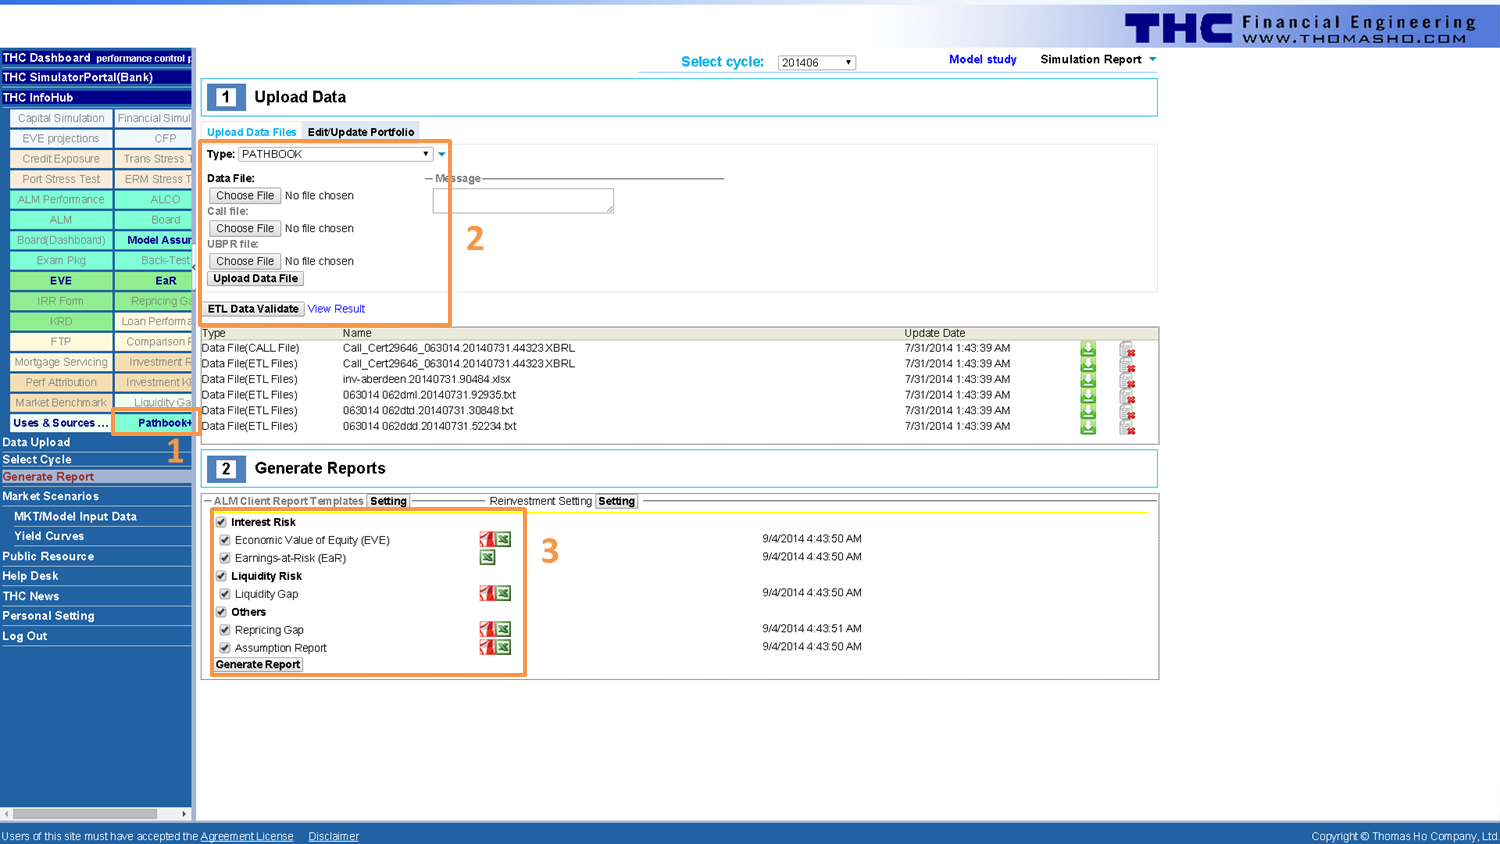 THC Financial Engineering
WWW.THOMASHO.COM
THC Dashboard performance control p
THC SimulatorPortal(Bank)
THC InfoHub
Capital Simulation Financial Simul
EVE projections CFP
Credit Exposure Trans Stress T
Port Stress Test ERM Stress T
ALM Performance ALCO
ALM Board
Board(Dashboard) Model Assum
Exam Pkg Back-Test
EVE EaR
IRR Form Repricing Ga
KRD Loan Performa
FTP Comparison R
Mortgage Servicing Investment R
Perf Attribution Investment KR
Market Benchmark Liquidity Ga
Uses & Sources ... Pathbook+
1
Data Upload
Select Cycle
Generate Report
Market Scenarios
MKT/Model Input Data
Yield Curves
Public Resource
Help Desk
THC News
Personal Setting
Log Out
Select cycle: 201406 Model study Simulation Report
1 Upload Data
Upload Data Files Edit/Update Portfolio
Type: PATHBOOK
Data File: Message
Choose File No file chosen
Call file:
Choose File No file chosen
UBPR file:
Choose File No file chosen
Upload Data File
2
ETL Data Validate View Result
Type Name Update Date
Data File(CALL File) Call_Cert29646_063014.20140731.44323.XBRL 7/31/2014 1:43:39 AM
Data File(ETL Files) Call_Cert29646_063014.20140731.44323.XBRL 7/31/2014 1:43:39 AM
Data File(ETL Files) inv-aberdeen.20140731.90484.xlsx 7/31/2014 1:43:39 AM
Data File(ETL Files) 063014 062dml.20140731.92935.txt 7/31/2014 1:43:39 AM
Data File(ETL Files) 063014 062dtd.20140731.30848.txt 7/31/2014 1:43:39 AM
Data File(ETL Files) 063014 062ddd.20140731.52234.txt 7/31/2014 1:43:39 AM
2 Generate Reports
ALM Client Report Templates Setting Reinvestment Setting Setting
Interest Risk
Economic Value of Equity (EVE) 9/4/2014 4:43:50 AM
Earnings-at-Risk (EaR) 9/4/2014 4:43:50 AM
Liquidity Risk
Liquidity Gap 9/4/2014 4:43:50 AM
Others
Repricing Gap 9/4/2014 4:43:51 AM
Assumption Report 9/4/2014 4:43:50 AM
Generate Report
3
Users of this site must have accepted the Agreement License Disclaimer Copyright © Thomas Ho Company, Ltd.